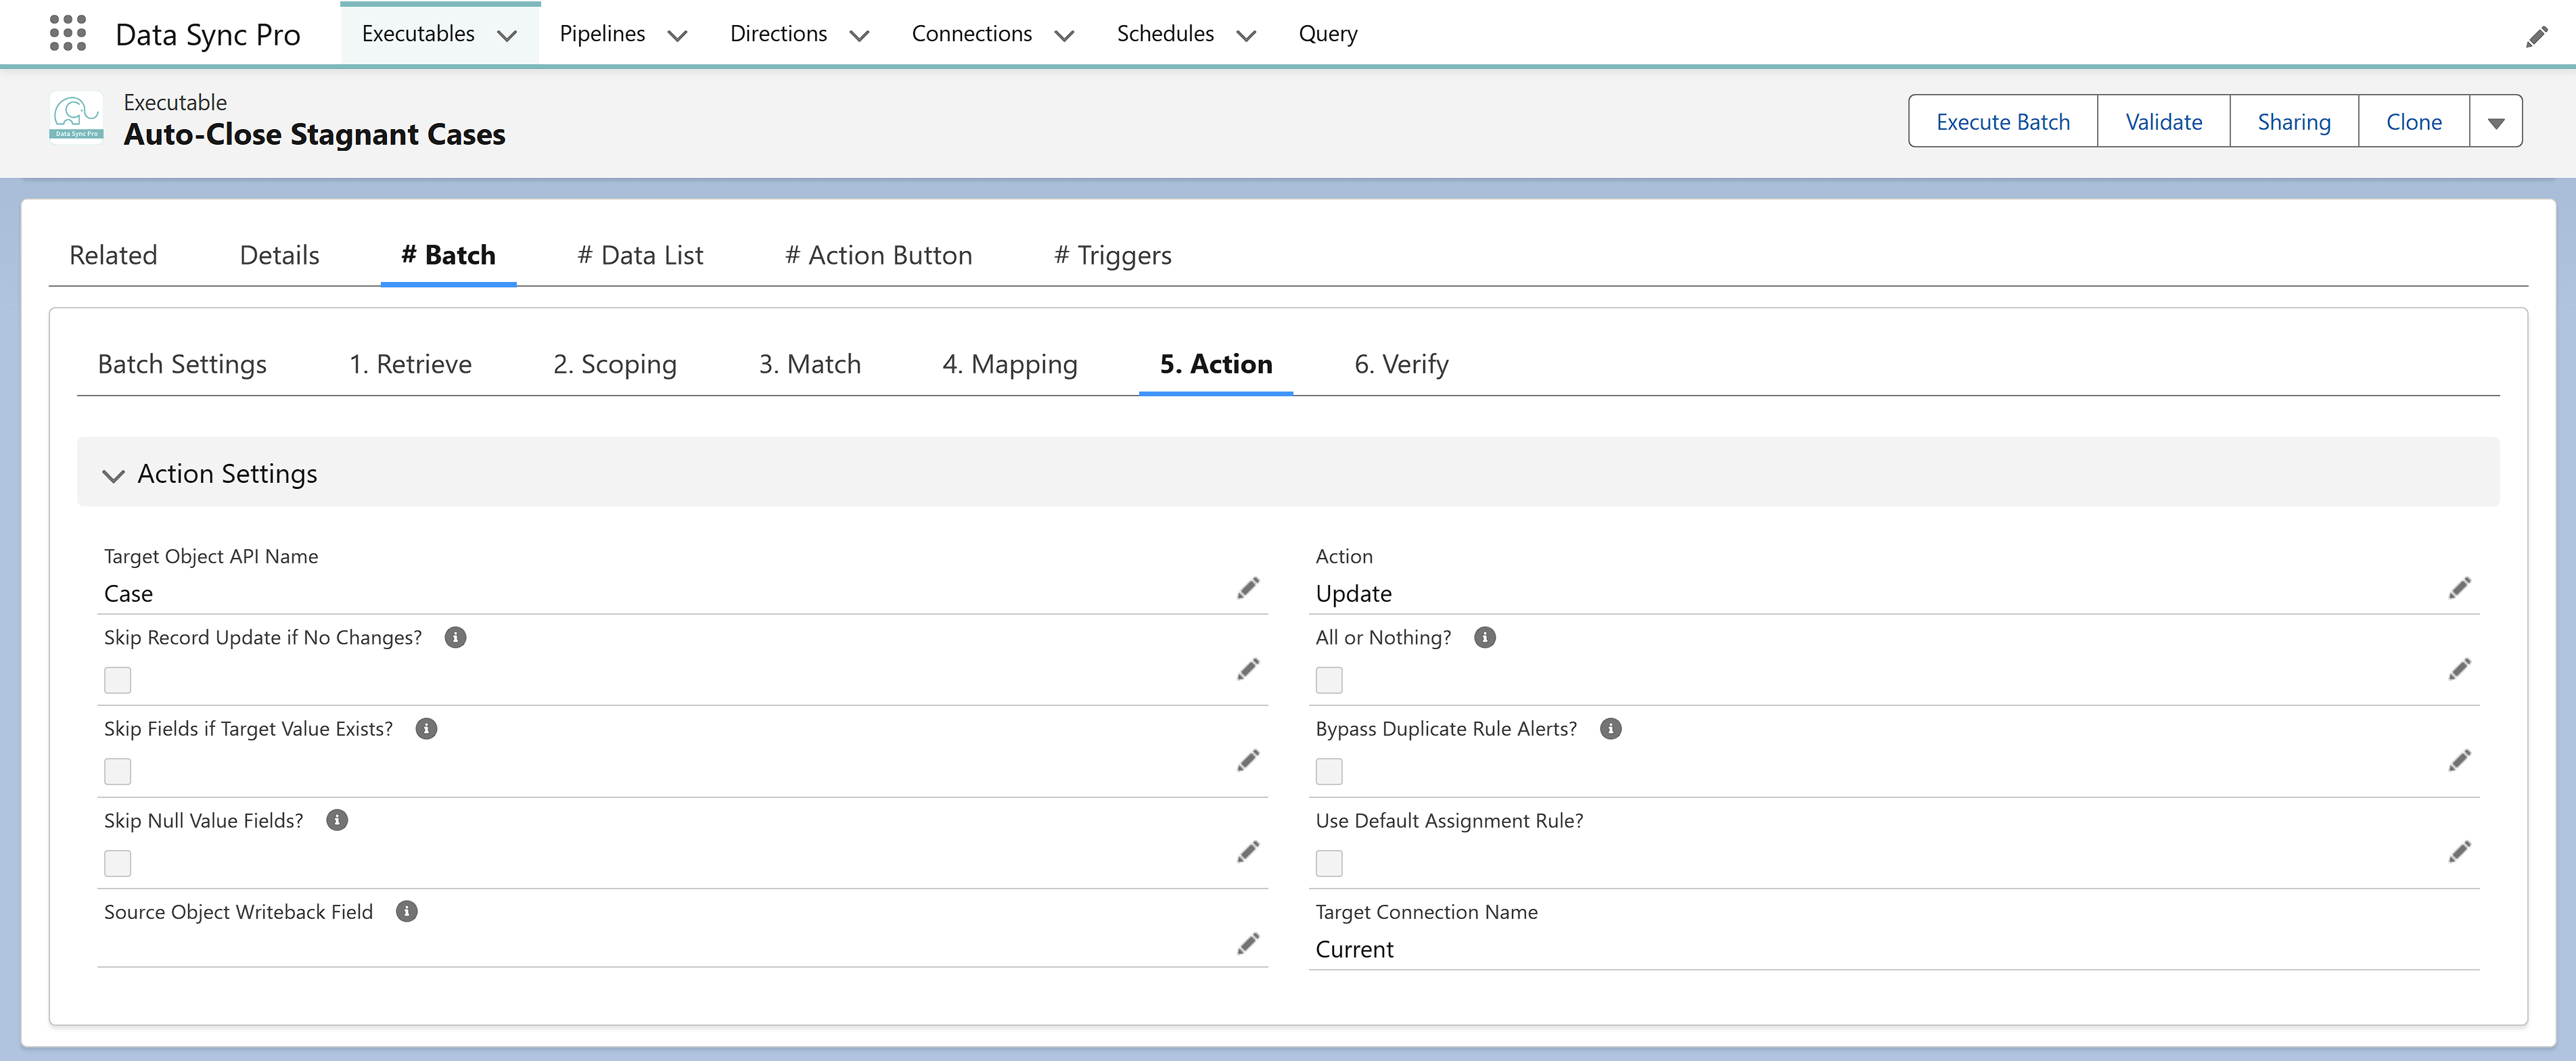 Data Sync Pro Executables Pipelines Directions Connections Schedules Query
Data Sync Pro
Executable
Auto-Close Stagnant Cases
Execute Batch Validate Sharing Clone
Related Details # Batch # Data List # Action Button # Triggers
Batch Settings 1. Retrieve 2. Scoping 3. Match 4. Mapping 5. Action 6. Verify
Action Settings
Target Object API Name Action
Case Update
Skip Record Update if No Changes? All or Nothing?
Skip Fields if Target Value Exists? Bypass Duplicate Rule Alerts?
Skip Null Value Fields? Use Default Assignment Rule?
Source Object Writeback Field Target Connection Name
Current